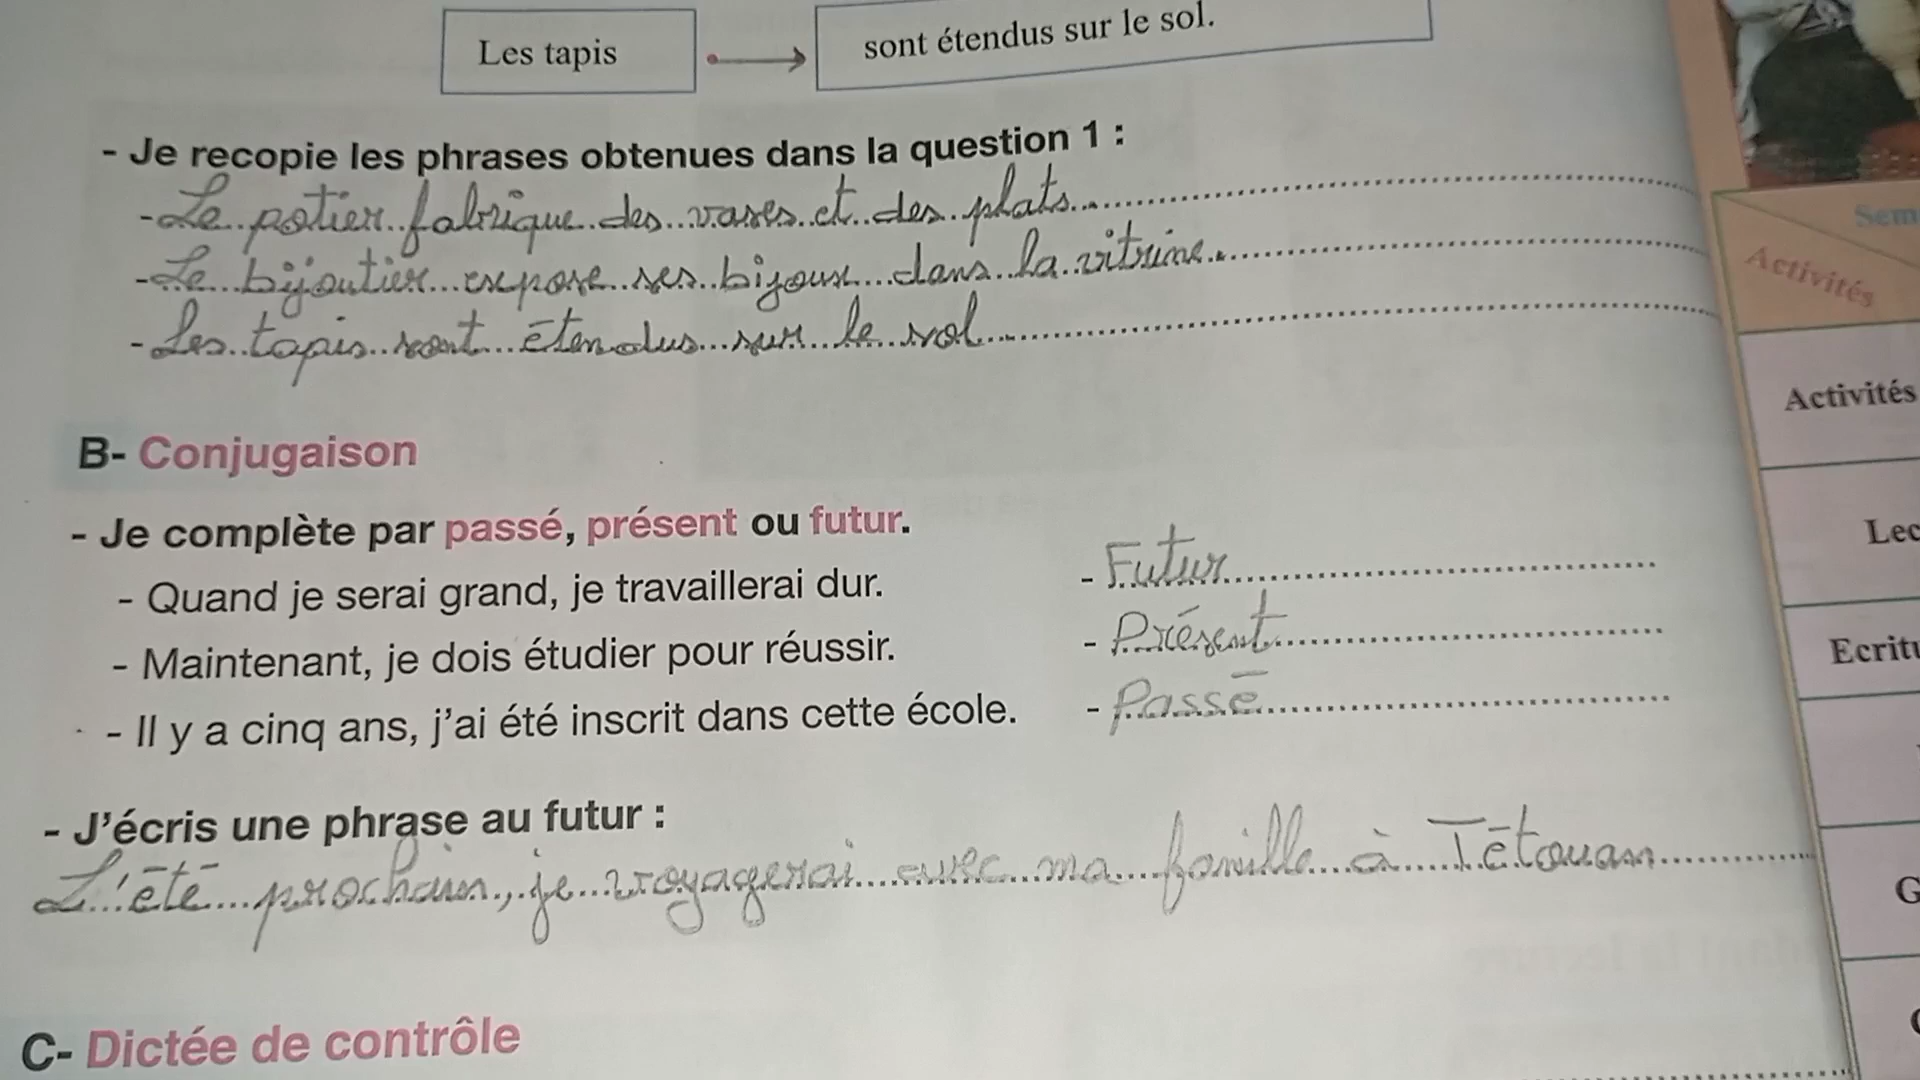 Les tapis
sont étendus sur le sol.
- Je recopie les phrases obtenues dans la question 1 :
- Le potier fabrique des vases et des plats.
- Le bijoutier expose ses bijoux dans la vitrine.
- Les tapis sont étendus sur le sol.
B- Conjugaison
- Je complète par passé, présent ou futur.
- Quand je serai grand, je travaillerai dur.
- Futur
- Maintenant, je dois étudier pour réussir.
- Présent
- Il y a cinq ans, j'ai été inscrit dans cette école.
- Passé
- J'écris une phrase au futur :
L'été prochain, je voyagerai avec ma famille à Tétouan
C- Dictée de contrôle
Sem
Activités
Activités
Lec
Ecritu
G